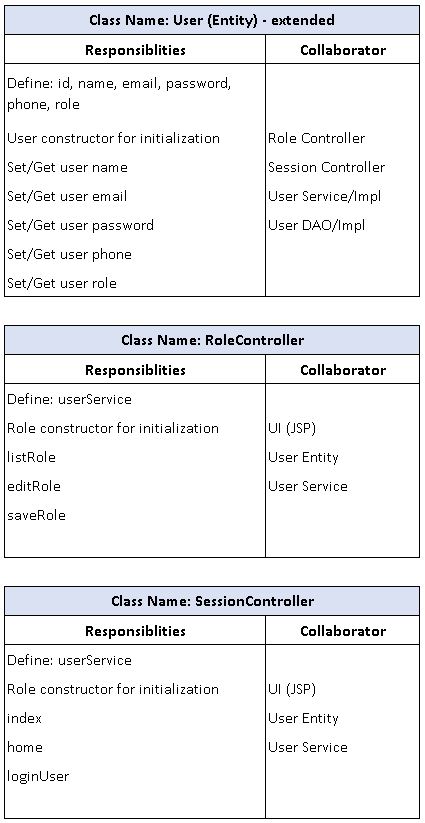 Class Name: User (Entity) - extended
Responsiblities Collaborator
Define: id, name, email, password,
phone, role
User constructor for initialization Role Controller
Set/Get user name Session Controller
Set/Get user email User Service/Impl
Set/Get user password User DAO/Impl
Set/Get user phone
Set/Get user role
Class Name: RoleController
Responsiblities Collaborator
Define: userService
Role constructor for initialization UI (JSP)
listRole User Entity
editRole User Service
saveRole
Class Name: SessionController
Responsiblities Collaborator
Define: userService
Role constructor for initialization UI (JSP)
index User Entity
home User Service
loginUser